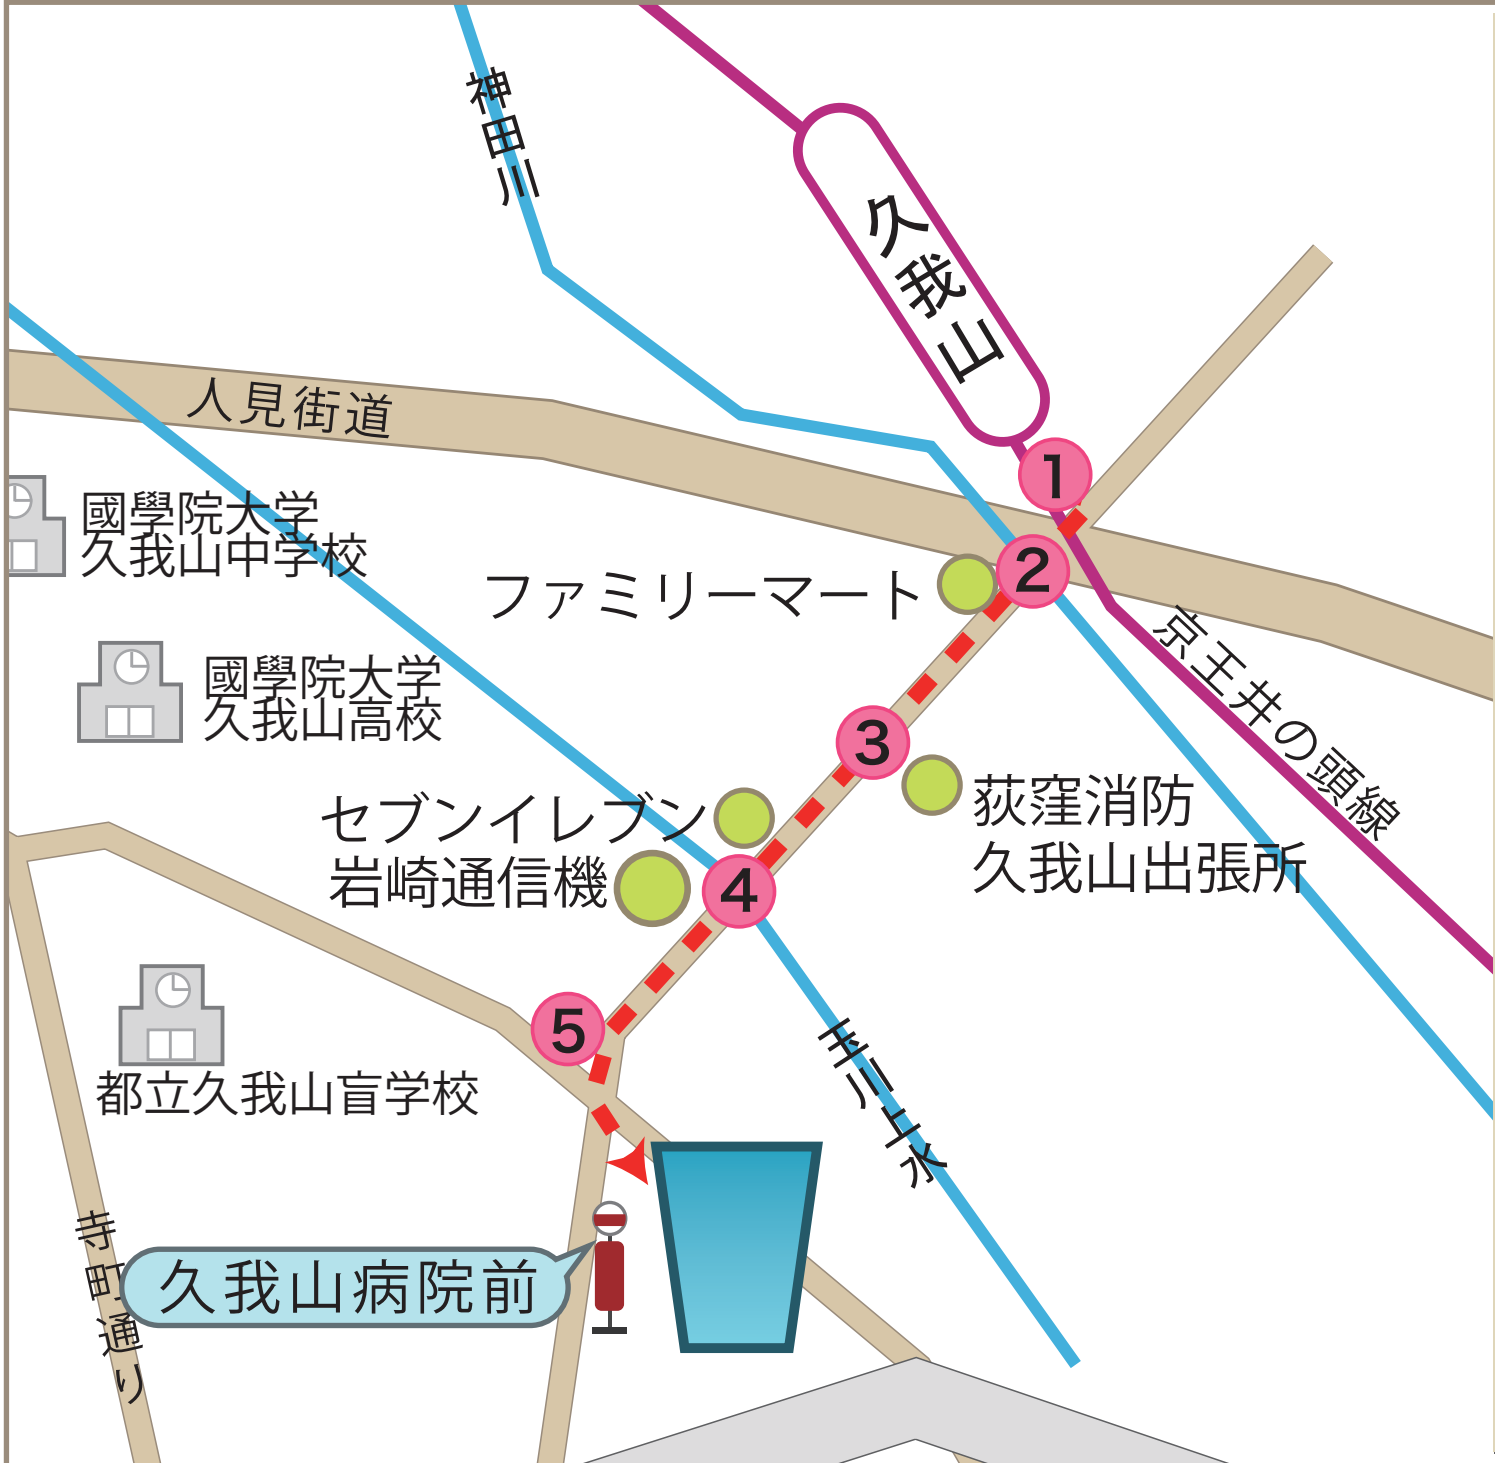 神田川
久我山
人見街道
1
國學院大学
久我山中学校
2
ファミリーマート
京王井の頭線
國學院大学
久我山高校
3
荻窪消防
久我山出張所
セブンイレブン
岩崎通信機
4
5
玉川上水
都立久我山盲学校
寺町通り
久我山病院前